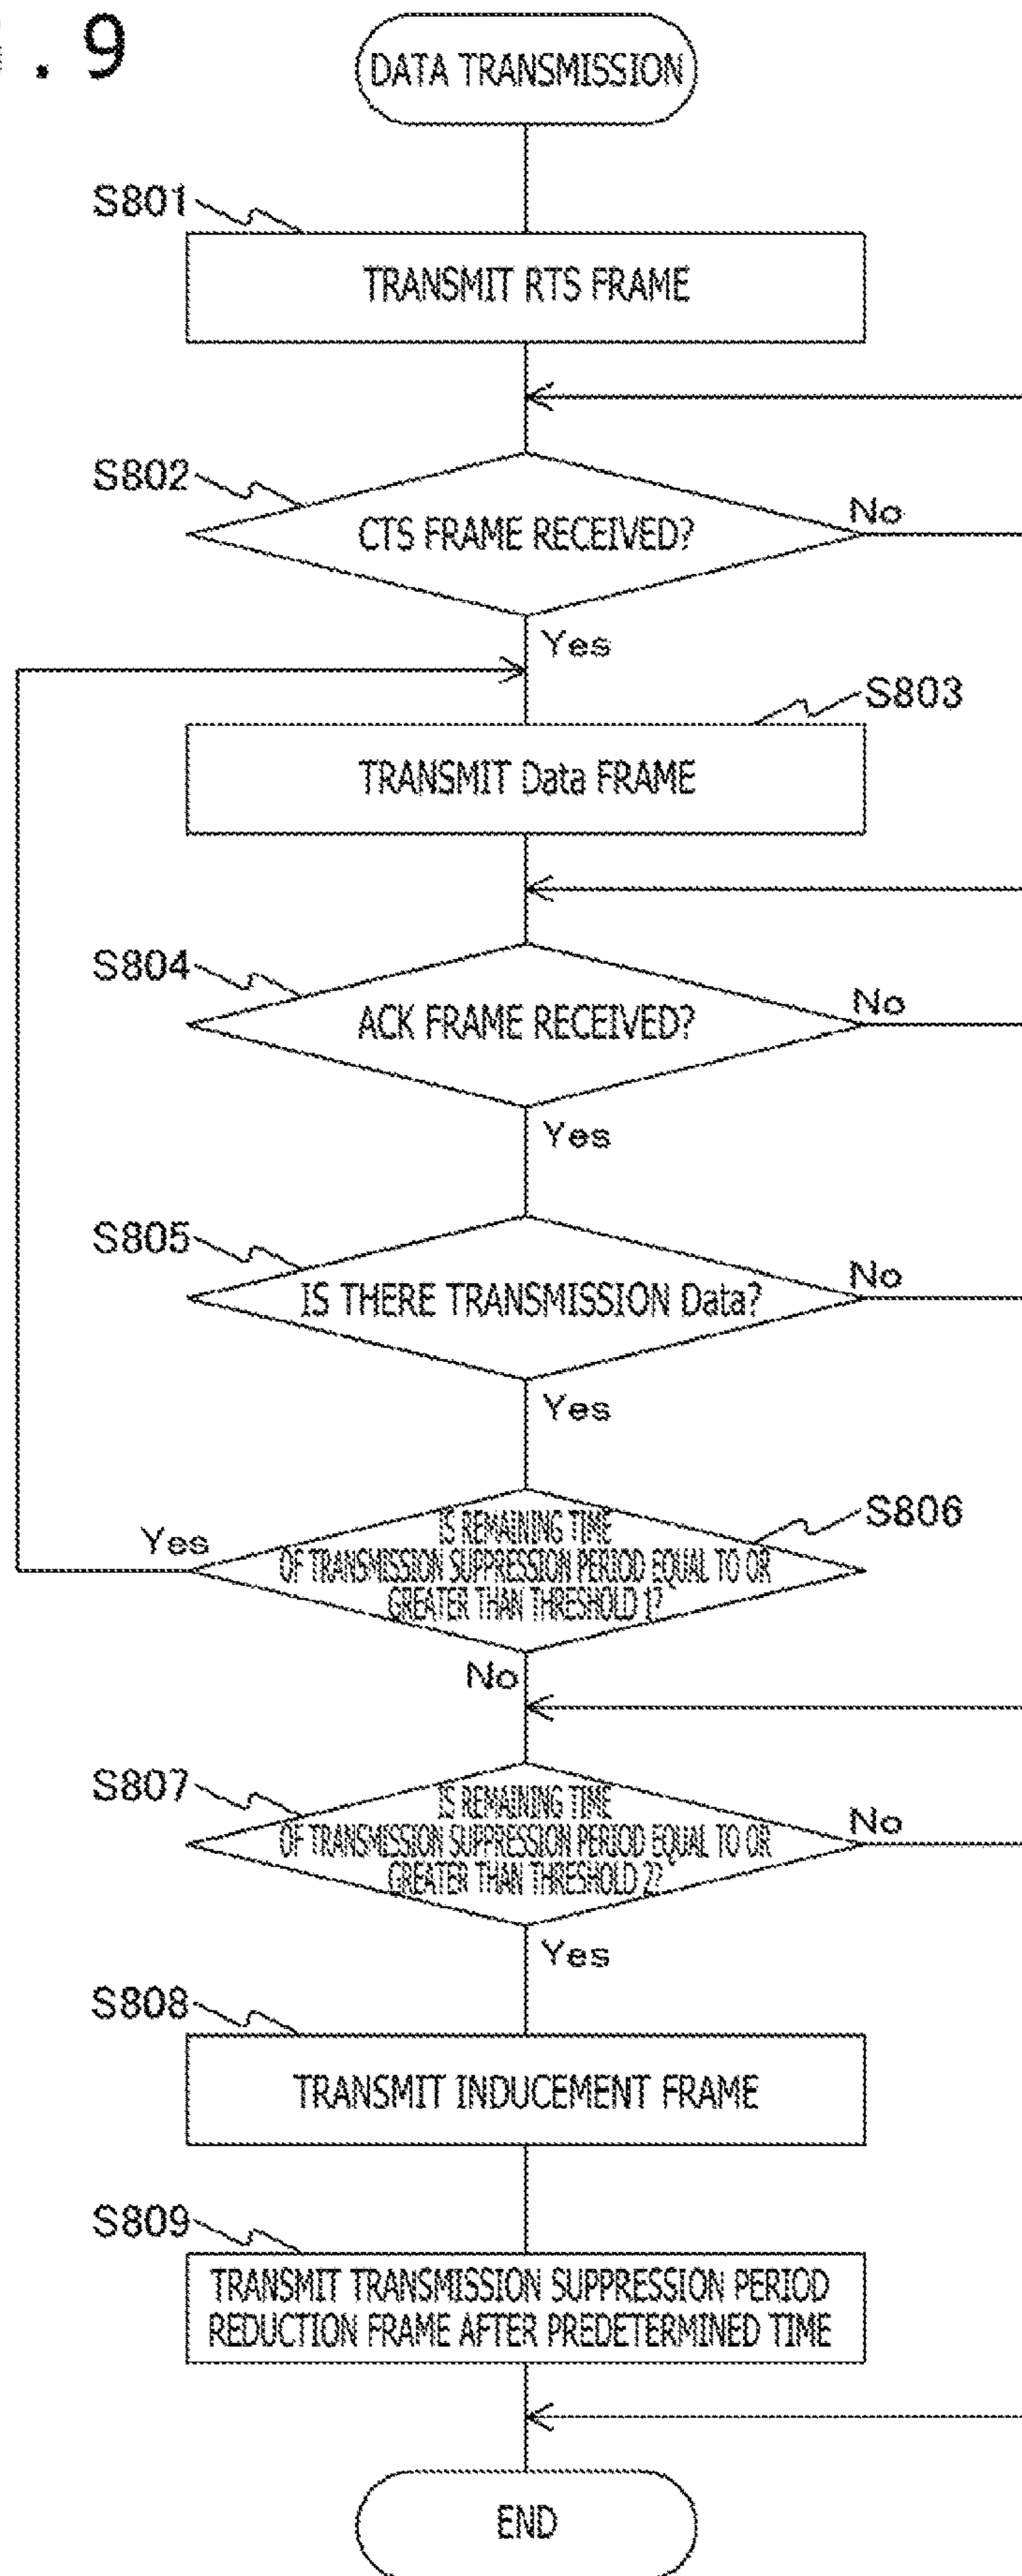 . 9
DATA TRANSMISSION
S801
TRANSMIT RTS FRAME
S802
CTS FRAME RECEIVED?
No
Yes
S803
TRANSMIT Data FRAME
S804
ACK FRAME RECEIVED?
No
Yes
S805
IS THERE TRANSMISSION Data?
No
Yes
S806
IS REMAINING TIME
OF TRANSMISSION SUPPRESSION PERIOD EQUAL TO OR
GREATER THAN THRESHOLD 1?
Yes
No
S807
IS REMAINING TIME
OF TRANSMISSION SUPPRESSION PERIOD EQUAL TO OR
GREATER THAN THRESHOLD 2?
No
Yes
S808
TRANSMIT INDUCEMENT FRAME
S809
TRANSMIT TRANSMISSION SUPPRESSION PERIOD
REDUCTION FRAME AFTER PREDETERMINED TIME
END